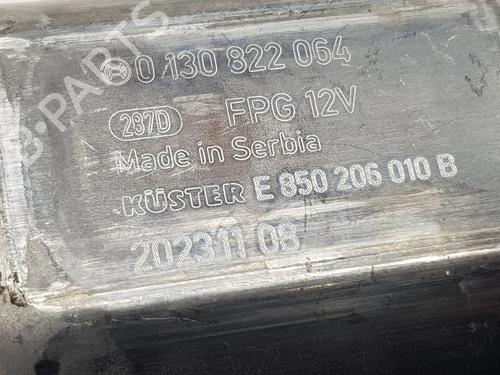 0 130 822 064
287D FPG 12V
Made in Serbia
KÜSTER E 850 206 010 B
20231108
B-PARTS